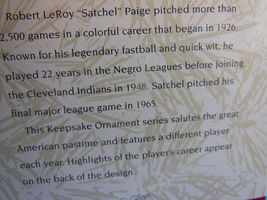 Robert LeRoy "Satchel" Paige pitched more than
2,500 games in a colorful career that began in 1926.
Known for his legendary fastball and quick wit, he
played 22 years in the Negro Leagues before joining
the Cleveland Indians in 1948. Satchel pitched his
final major league game in 1965.
This Keepsake Ornament series salutes the great
American pastime and features a different player
each year. Highlights of the player's career appear
on the back of the design.